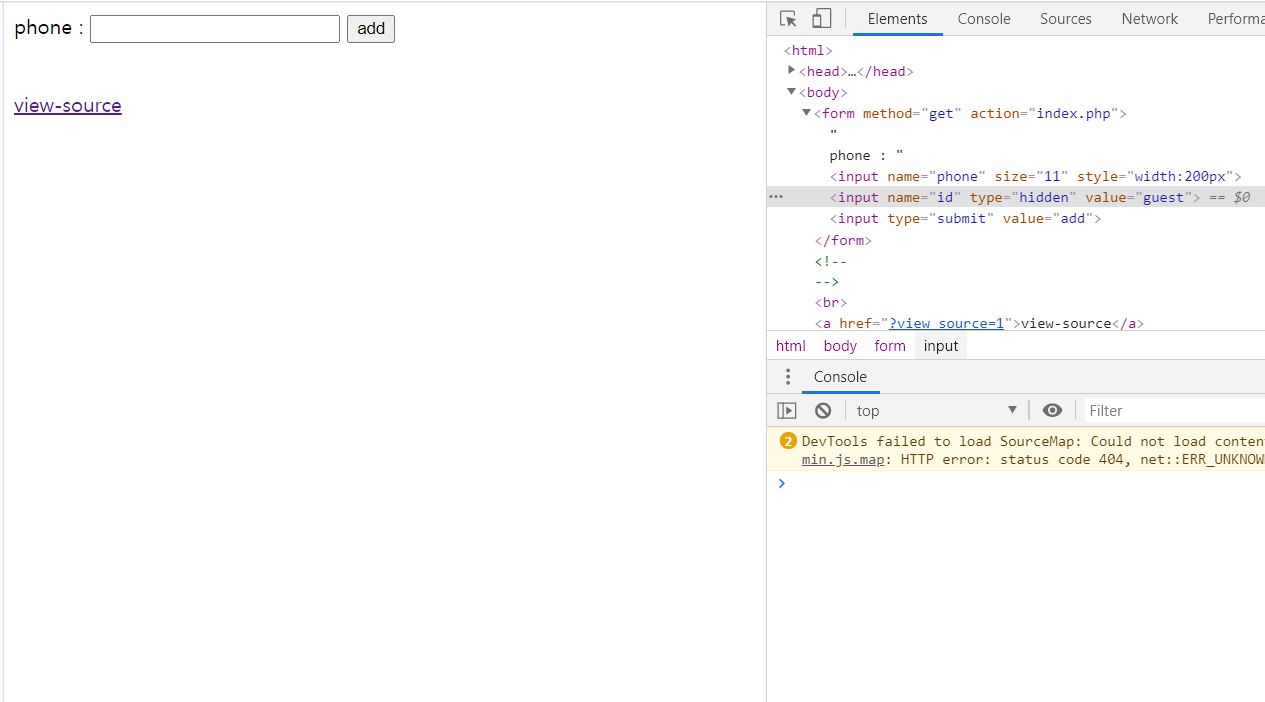 phone : add
view-source
Elements Console Sources Network Performa
<html>
<head>…</head>
<body>
<form method="get" action="index.php">
"
phone : "
<input name="phone" size="11" style="width:200px">
<input name="id" type="hidden" value="guest"> == $0
<input type="submit" value="add">
</form>
<!--
-->
<br>
<a href="?view_source=1">view-source</a>
html body form input
Console
top Filter
2 DevTools failed to load SourceMap: Could not load conten
min.js.map: HTTP error: status code 404, net::ERR_UNKNOW